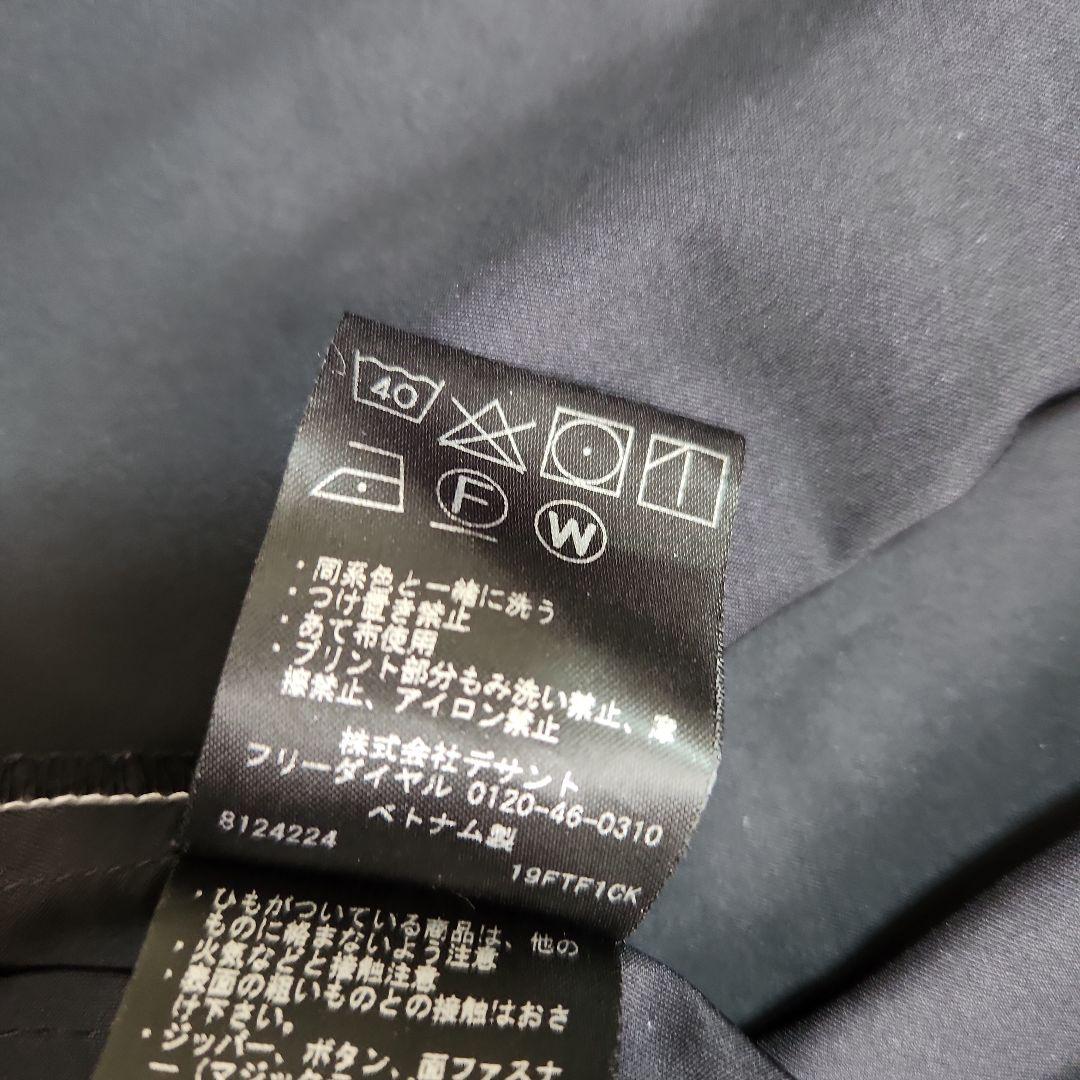 40
F
W
・同系色と一緒に洗う
・つけ置き禁止
・あて布使用
・プリント部分もみ洗い禁止、摩
擦禁止、アイロン禁止
株式会社デサント
フリーダイヤル 0120-46-0310
ベトナム製
8124224
19FTF1CK
・ひもがついている商品は、他の
ものに絡まないよう注意
・火気などと接触注意
・表面の粗いものとの接触はおさ
け下さい。
・ジッパー、ボタン、面ファスナ
ー(マジックテ